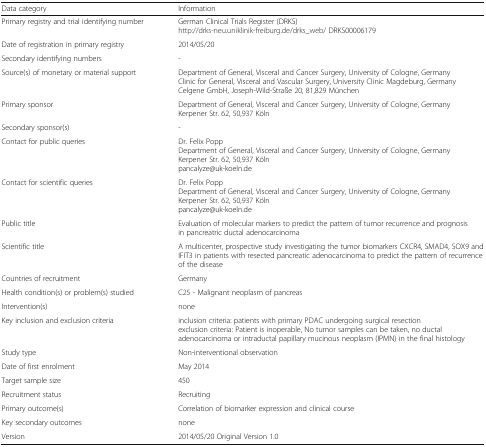 Data category Information
Primary registry and trial identifying number German Clinical Trials Register (DRKS)
http://drks-neu.uniklinik-freiburg.de/drks_web/ DRKS00006179
Date of registration in primary registry 2014/05/20
Secondary identifying numbers -
Source(s) of monetary or material support Department of General, Visceral and Cancer Surgery, University of Cologne, Germany
Clinic for General, Visceral and Vascular Surgery, University Clinic Magdeburg, Germany
Celgene GmbH, Joseph-Wild-Straße 20, 81,829 München
Primary sponsor Department of General, Visceral and Cancer Surgery, University of Cologne, Germany
Kerpener Str. 62, 50,937 Köln
Secondary sponsor(s) -
Contact for public queries Dr. Felix Popp
Department of General, Visceral and Cancer Surgery, University of Cologne, Germany
Kerpener Str. 62, 50,937 Köln
pancalyze@uk-koeln.de
Contact for scientific queries Dr. Felix Popp
Department of General, Visceral and Cancer Surgery, University of Cologne, Germany
Kerpener Str. 62, 50,937 Köln
pancalyze@uk-koeln.de
Public title Evaluation of molecular markers to predict the pattern of tumor recurrence and prognosis
in pancreatric ductal adenocarcinoma
Scientific title A multicenter, prospective study investigating the tumor biomarkers CXCR4, SMAD4, SOX9 and
IFIT3 in patients with resected pancreatic adenocarcinoma to predict the pattern of recurrence
of the disease
Countries of recruitment Germany
Health condition(s) or problem(s) studied C25 - Malignant neoplasm of pancreas
Intervention(s) none
Key inclusion and exclusion criteria inclusion criteria: patients with primary PDAC undergoing surgical resection
exclusion criteria: Patient is inoperable, No tumor samples can be taken, no ductal
adenocarcinoma or intraductal papillary mucinous neoplasm (IPMN) in the final histology
Study type Non-interventional observation
Date of first enrolment May 2014
Target sample size 450
Recruitment status Recruiting
Primary outcome(s) Correlation of biomarker expression and clinical course
Key secondary outcomes none
Version 2014/05/20 Original Version 1.0